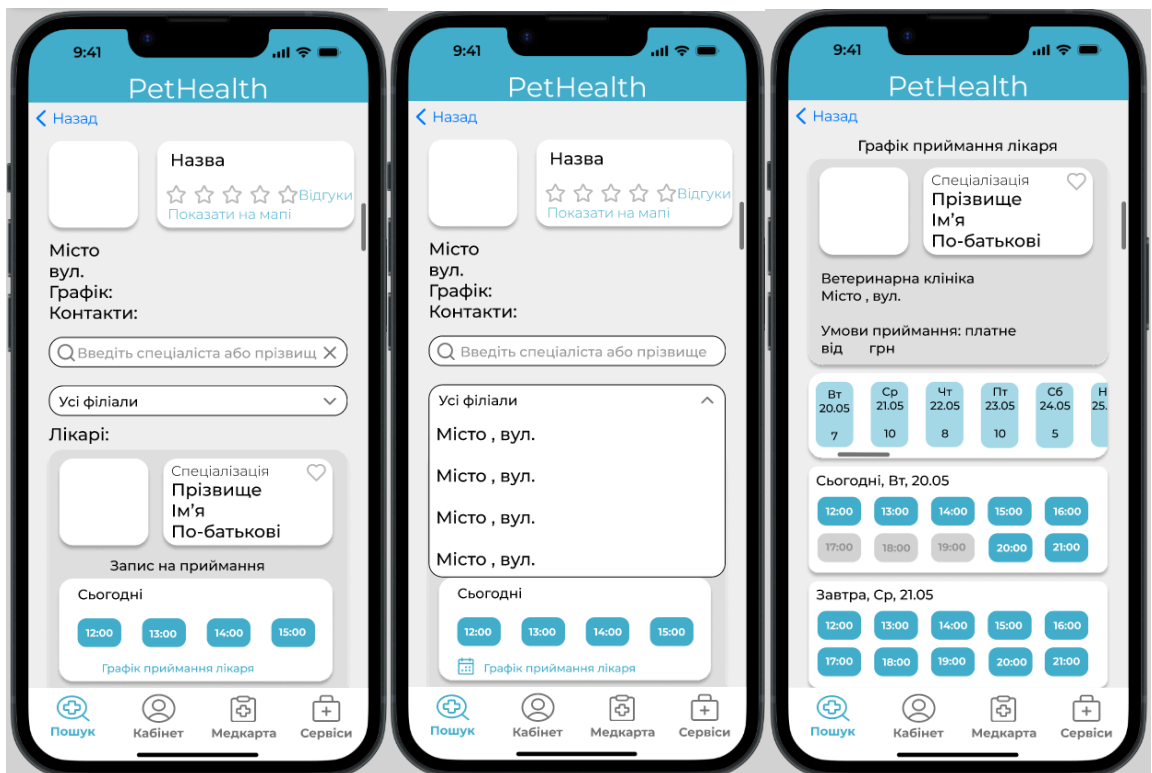 9:41
PetHealth
Назад
Назва
Відгуки
Показати на мапі
Місто
вул.
Графік:
Контакти:
Введіть спеціаліста або прізвищ
Усі філіали
Лікарі:
Спеціалізація
Прізвище
Ім’я
По-батькові
Запис на приймання
Сьогодні
12:00 13:00 14:00 15:00
Графік приймання лікаря
Пошук Кабінет Медкарта Сервіси
9:41
PetHealth
Назад
Назва
Відгуки
Показати на мапі
Місто
вул.
Графік:
Контакти:
Введіть спеціаліста або прізвище
Усі філіали
Місто , вул.
Місто , вул.
Місто , вул.
Місто , вул.
Сьогодні
12:00 13:00 14:00 15:00
Графік приймання лікаря
Пошук Кабінет Медкарта Сервіси
9:41
PetHealth
Назад
Графік приймання лікаря
Спеціалізація
Прізвище
Ім’я
По-батькові
Ветеринарна клініка
Місто , вул.
Умови приймання: платне
від грн
Вт Ср Чт Пт Сб Н
20.05 21.05 22.05 23.05 24.05 25.
7 10 8 10 5
Сьогодні, Вт, 20.05
12:00 13:00 14:00 15:00 16:00
17:00 18:00 19:00 20:00 21:00
Завтра, Ср, 21.05
12:00 13:00 14:00 15:00 16:00
17:00 18:00 19:00 20:00 21:00
Пошук Кабінет Медкарта Сервіси